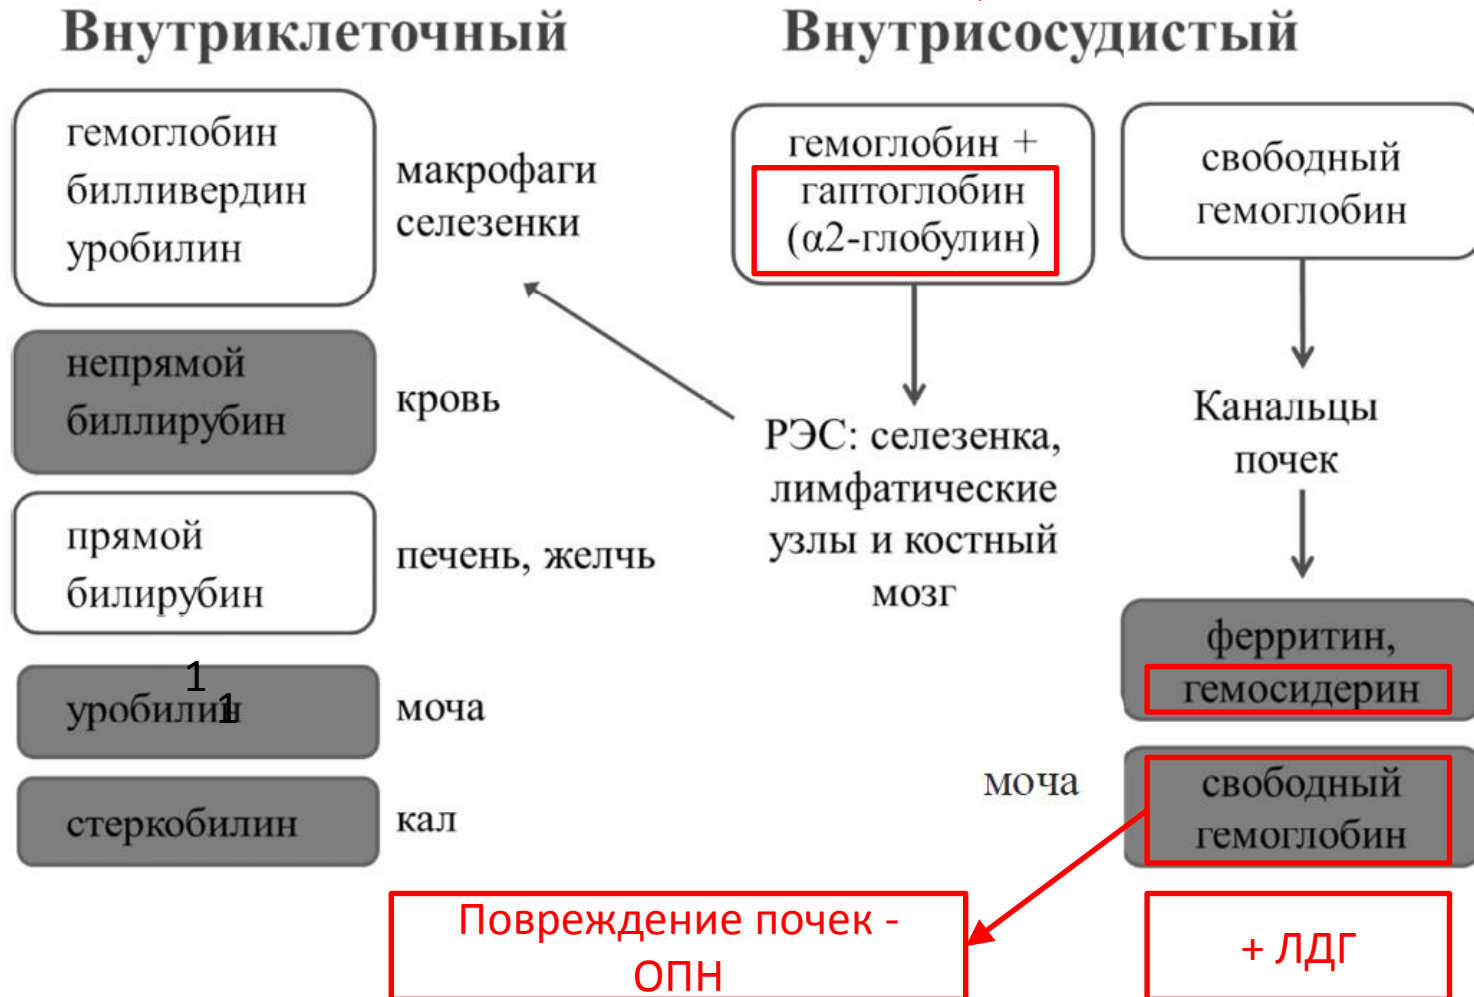 Внутриклеточный
гемоглобин
билливердин
уробилин
макрофаги
селезенки
непрямой
биллирубин
кровь
прямой
билирубин
печень, желчь
1
1
уробилин
моча
стеркобилин
кал
Внутрисосудистый
гемоглобин +
гаптоглобин
(α2-глобулин)
РЭС: селезенка,
лимфатические
узлы и костный
мозг
свободный
гемоглобин
Канальцы
почек
ферритин,
гемосидерин
моча
свободный
гемоглобин
Повреждение почек -
ОПН
+ ЛДГ